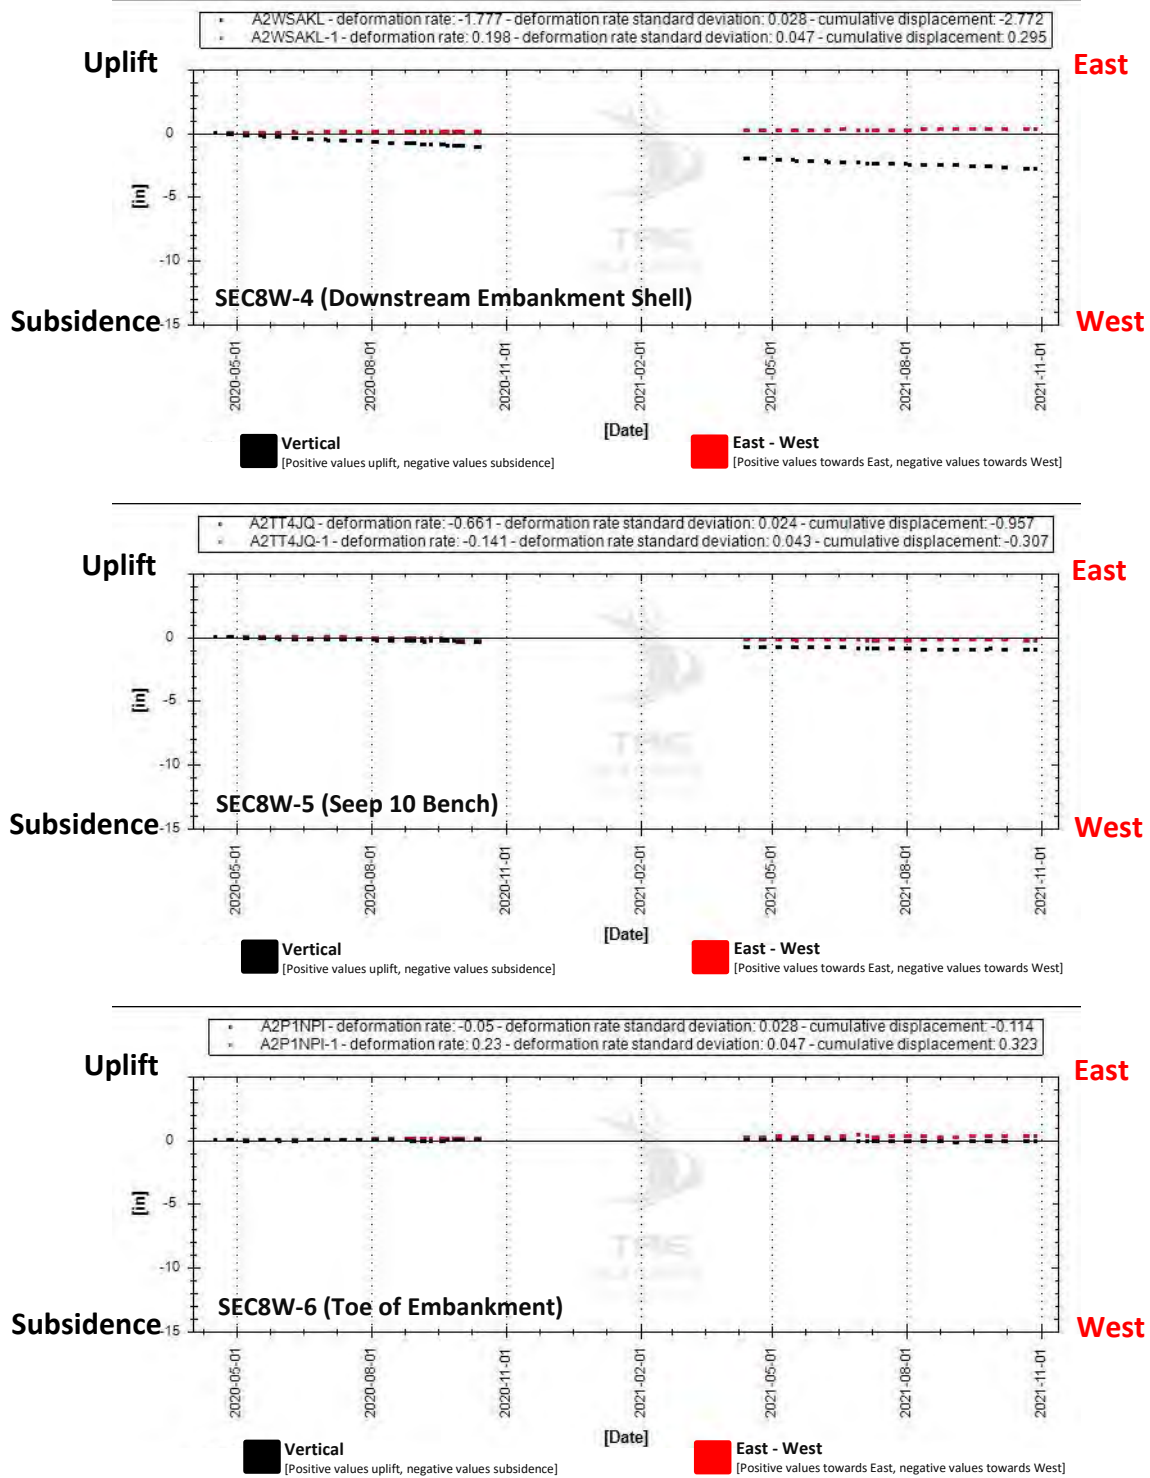 A2WSAKL - deformation rate: -1.777 - deformation rate standard deviation: 0.028 - cumulative displacement: -2.772
A2WSAKL-1 - deformation rate: 0.198 - deformation rate standard deviation: 0.047 - cumulative displacement: 0.295
Uplift
East
0
-5
-10
-15
[in]
TRE
SEC8W-4 (Downstream Embankment Shell)
Subsidence
West
2020-05-01
2020-08-01
2020-11-01
2021-02-01
2021-05-01
2021-08-01
2021-11-01
[Date]
Vertical
[Positive values uplift, negative values subsidence]
East - West
[Positive values towards East, negative values towards West]
A2TT4JQ - deformation rate: -0.661 - deformation rate standard deviation: 0.024 - cumulative displacement: -0.957
A2TT4JQ-1 - deformation rate: -0.141 - deformation rate standard deviation: 0.043 - cumulative displacement: -0.307
Uplift
East
0
-5
-10
-15
[in]
TRE
SEC8W-5 (Seep 10 Bench)
Subsidence
West
2020-05-01
2020-08-01
2020-11-01
2021-02-01
2021-05-01
2021-08-01
2021-11-01
[Date]
Vertical
[Positive values uplift, negative values subsidence]
East - West
[Positive values towards East, negative values towards West]
A2P1NPI - deformation rate: -0.05 - deformation rate standard deviation: 0.028 - cumulative displacement: -0.114
A2P1NPI-1 - deformation rate: 0.23 - deformation rate standard deviation: 0.047 - cumulative displacement: 0.323
Uplift
East
0
-5
-10
-15
[in]
TRE
SEC8W-6 (Toe of Embankment)
Subsidence
West
2020-05-01
2020-08-01
2020-11-01
2021-02-01
2021-05-01
2021-08-01
2021-11-01
[Date]
Vertical
[Positive values uplift, negative values subsidence]
East - West
[Positive values towards East, negative values towards West]